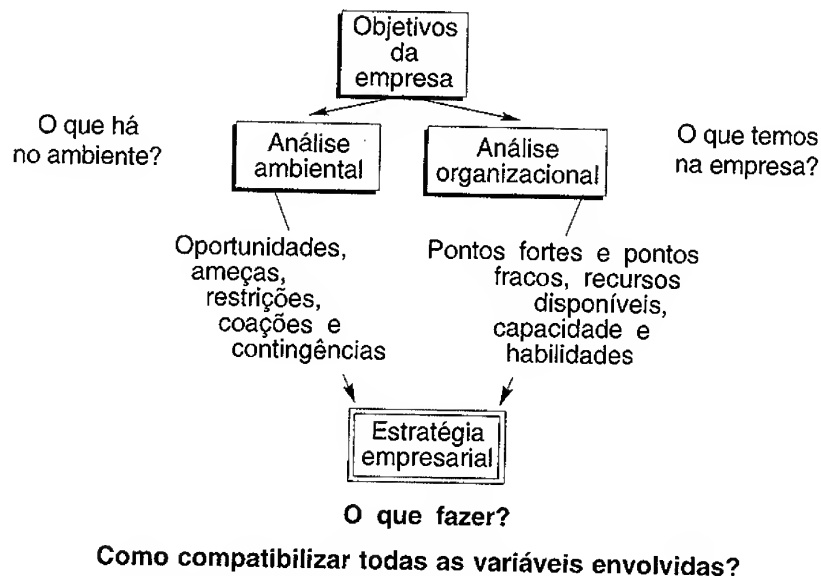 Objetivos
da
empresa
O que há
no ambiente?
Análise
ambiental
Análise
organizacional
O que temos
na empresa?
Oportunidades,
ameças,
restrições,
coações e
contingências
Pontos fortes e pontos
fracos, recursos
disponíveis,
capacidade e
habilidades
Estratégia
empresarial
O que fazer?
Como compatibilizar todas as variáveis envolvidas?